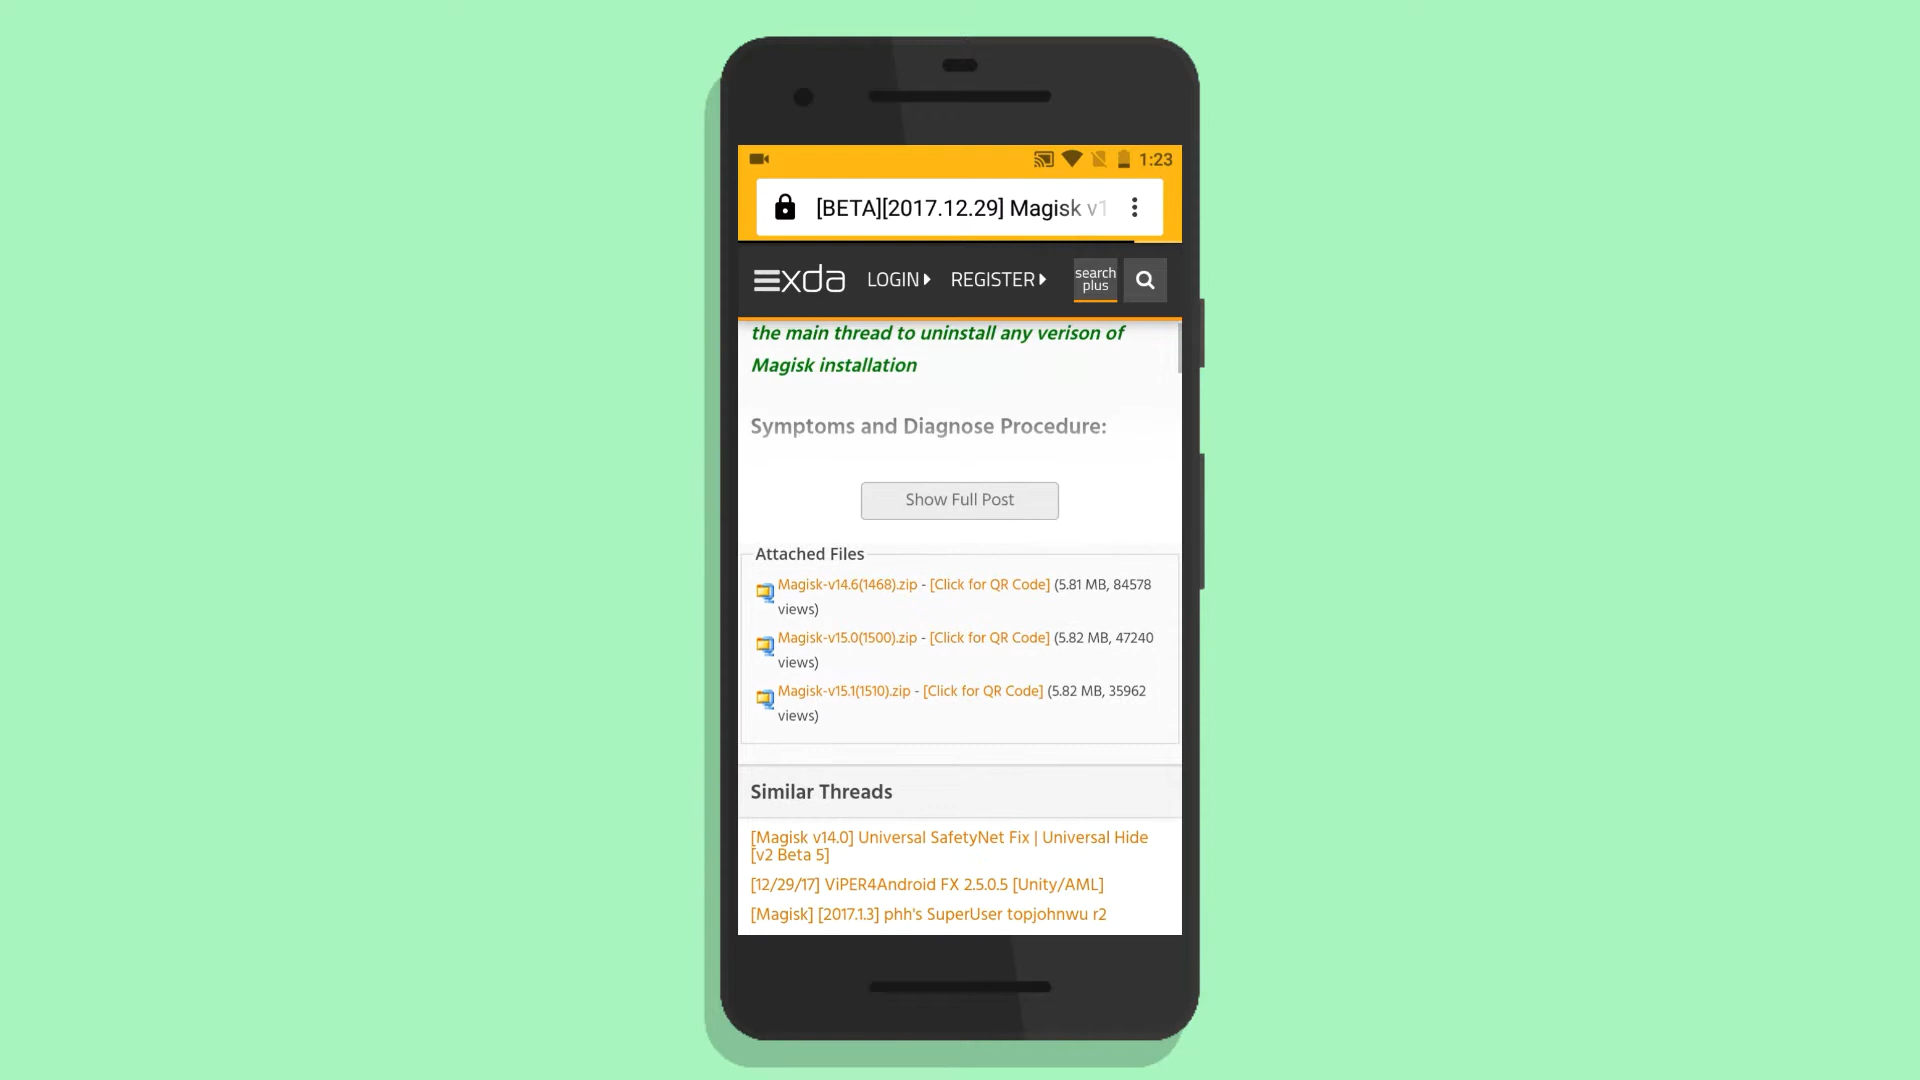 1:23
[BETA][2017.12.29] Magisk v1
xda LOGIN REGISTER search plus
the main thread to uninstall any verison of
Magisk installation
Symptoms and Diagnose Procedure:
Show Full Post
Attached Files
Magisk-v14.6(1468).zip - [Click for QR Code] (5.81 MB, 84578
views)
Magisk-v15.0(1500).zip - [Click for QR Code] (5.82 MB, 47240
views)
Magisk-v15.1(1510).zip - [Click for QR Code] (5.82 MB, 35962
views)
Similar Threads
[Magisk v14.0] Universal SafetyNet Fix | Universal Hide
[v2 Beta 5]
[12/29/17] ViPER4Android FX 2.5.0.5 [Unity/AML]
[Magisk] [2017.1.3] phh's SuperUser topjohnwu r2